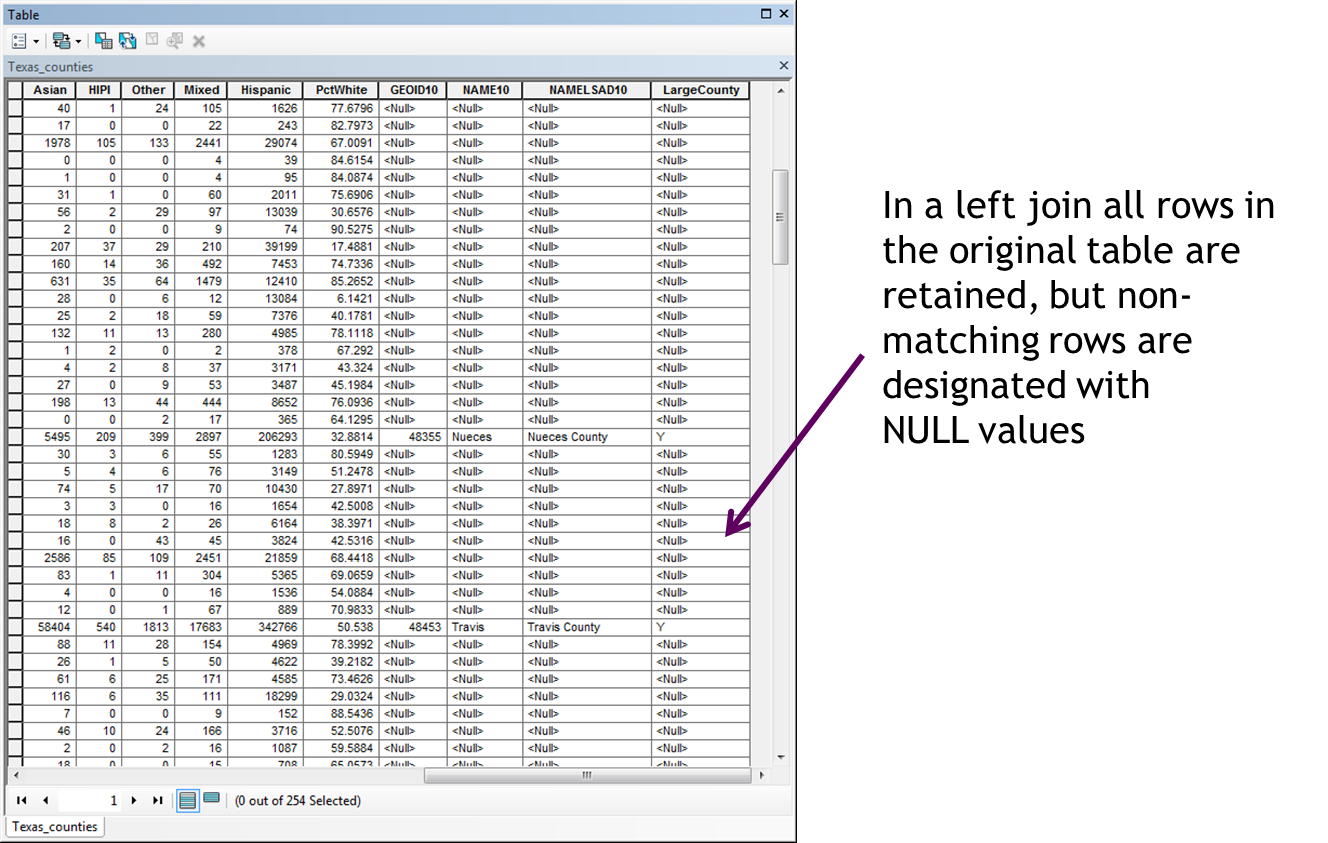 Table
Texas_counties
Asian HIPI Other Mixed Hispanic PctWhite GEOID10 NAME10 NAMELSAD10 LargeCounty
40 1 24 105 1626 77.6796 <Null> <Null> <Null> <Null>
17 0 0 22 243 82.7973 <Null> <Null> <Null> <Null>
1978 105 133 2441 29074 67.0091 <Null> <Null> <Null> <Null>
0 0 0 4 39 84.6154 <Null> <Null> <Null> <Null>
1 0 0 4 95 84.0874 <Null> <Null> <Null> <Null>
31 1 0 60 2011 75.6906 <Null> <Null> <Null> <Null>
56 2 29 97 13039 30.6576 <Null> <Null> <Null> <Null>
2 0 0 9 74 90.5275 <Null> <Null> <Null> <Null>
207 37 29 210 39199 17.4881 <Null> <Null> <Null> <Null>
160 14 36 492 7453 74.7336 <Null> <Null> <Null> <Null>
631 35 64 1479 12410 85.2652 <Null> <Null> <Null> <Null>
28 0 6 12 13084 6.1421 <Null> <Null> <Null> <Null>
25 2 18 59 7376 40.1781 <Null> <Null> <Null> <Null>
132 11 13 280 4985 78.1118 <Null> <Null> <Null> <Null>
1 2 0 2 378 67.292 <Null> <Null> <Null> <Null>
4 2 8 37 3171 43.324 <Null> <Null> <Null> <Null>
27 0 9 53 3487 45.1984 <Null> <Null> <Null> <Null>
198 13 44 444 8652 76.0936 <Null> <Null> <Null> <Null>
0 0 2 17 365 64.1295 <Null> <Null> <Null> <Null>
5495 209 399 2897 206293 32.8814 48355 Nueces Nueces County Y
30 3 6 55 1283 80.5949 <Null> <Null> <Null> <Null>
5 4 6 76 3149 51.2478 <Null> <Null> <Null> <Null>
74 5 17 70 10430 27.8971 <Null> <Null> <Null> <Null>
3 3 0 16 1654 42.5008 <Null> <Null> <Null> <Null>
18 8 2 26 6164 38.3971 <Null> <Null> <Null> <Null>
16 0 43 45 3824 42.5316 <Null> <Null> <Null> <Null>
2586 85 109 2451 21859 68.4418 <Null> <Null> <Null> <Null>
83 1 11 304 5365 69.0659 <Null> <Null> <Null> <Null>
4 0 0 16 1536 54.0884 <Null> <Null> <Null> <Null>
12 0 1 67 889 70.9833 <Null> <Null> <Null> <Null>
58404 540 1813 17683 342766 50.538 48453 Travis Travis County Y
88 11 28 154 4969 78.3992 <Null> <Null> <Null> <Null>
26 1 5 50 4622 39.2182 <Null> <Null> <Null> <Null>
61 6 25 171 4585 73.4626 <Null> <Null> <Null> <Null>
116 6 35 111 18299 29.0324 <Null> <Null> <Null> <Null>
7 0 0 9 152 88.5436 <Null> <Null> <Null> <Null>
46 10 24 166 3716 52.5076 <Null> <Null> <Null> <Null>
2 0 2 16 1087 59.5884 <Null> <Null> <Null> <Null>
18 0 0 15 708 65.0573 <Null> <Null> <Null> <Null>
1 (0 out of 254 Selected)
Texas_counties
In a left join all rows in
the original table are
retained, but non-
matching rows are
designated with
NULL values